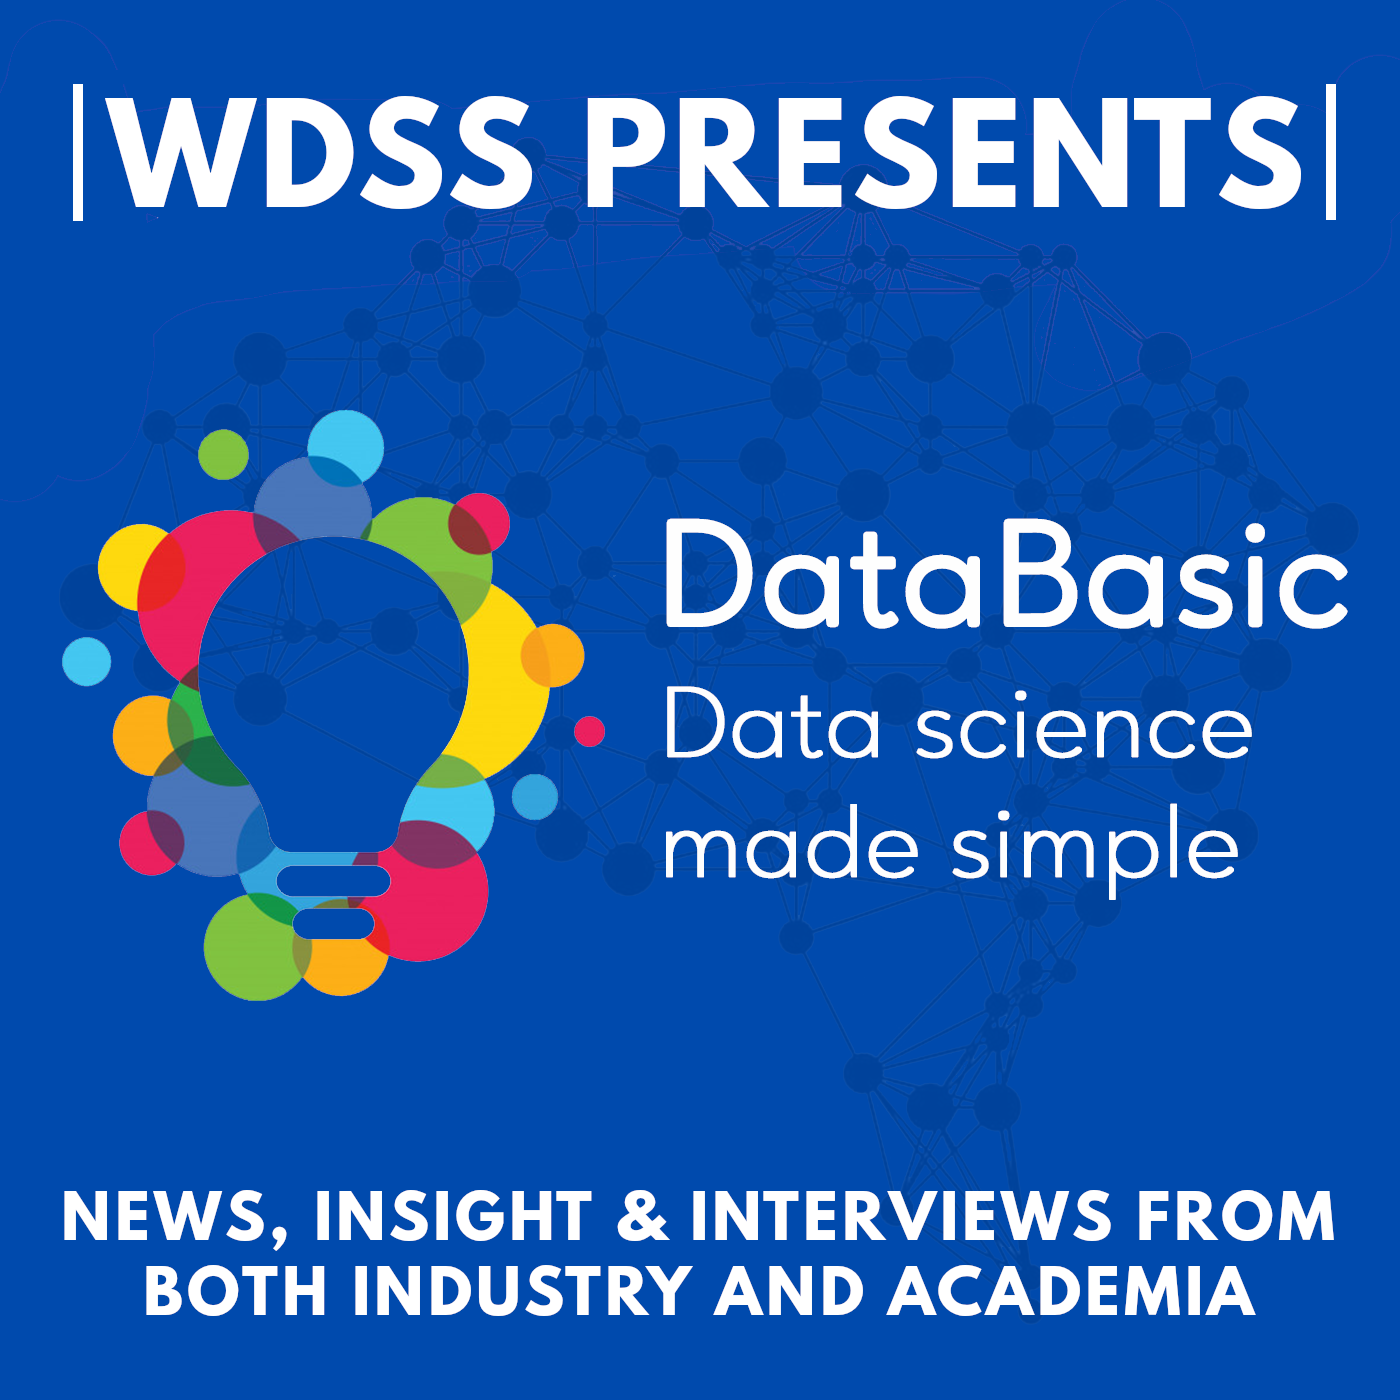 |WDSS PRESENTS|
DataBasic
Data science
made simple
NEWS, INSIGHT & INTERVIEWS FROM
BOTH INDUSTRY AND ACADEMIA